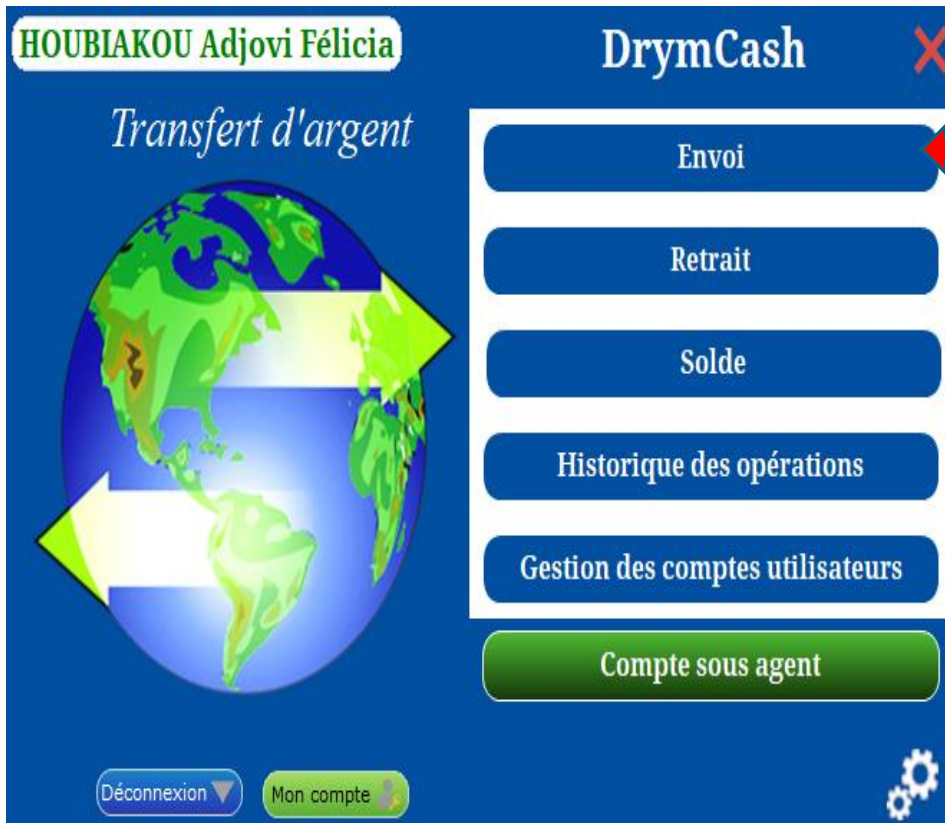 HOUBIAKOU Adjovi Félicia
DrymCash
Transfert d'argent
Envoi
Retrait
Solde
Historique des opérations
Gestion des comptes utilisateurs
Compte sous agent
Déconnexion
Mon compte